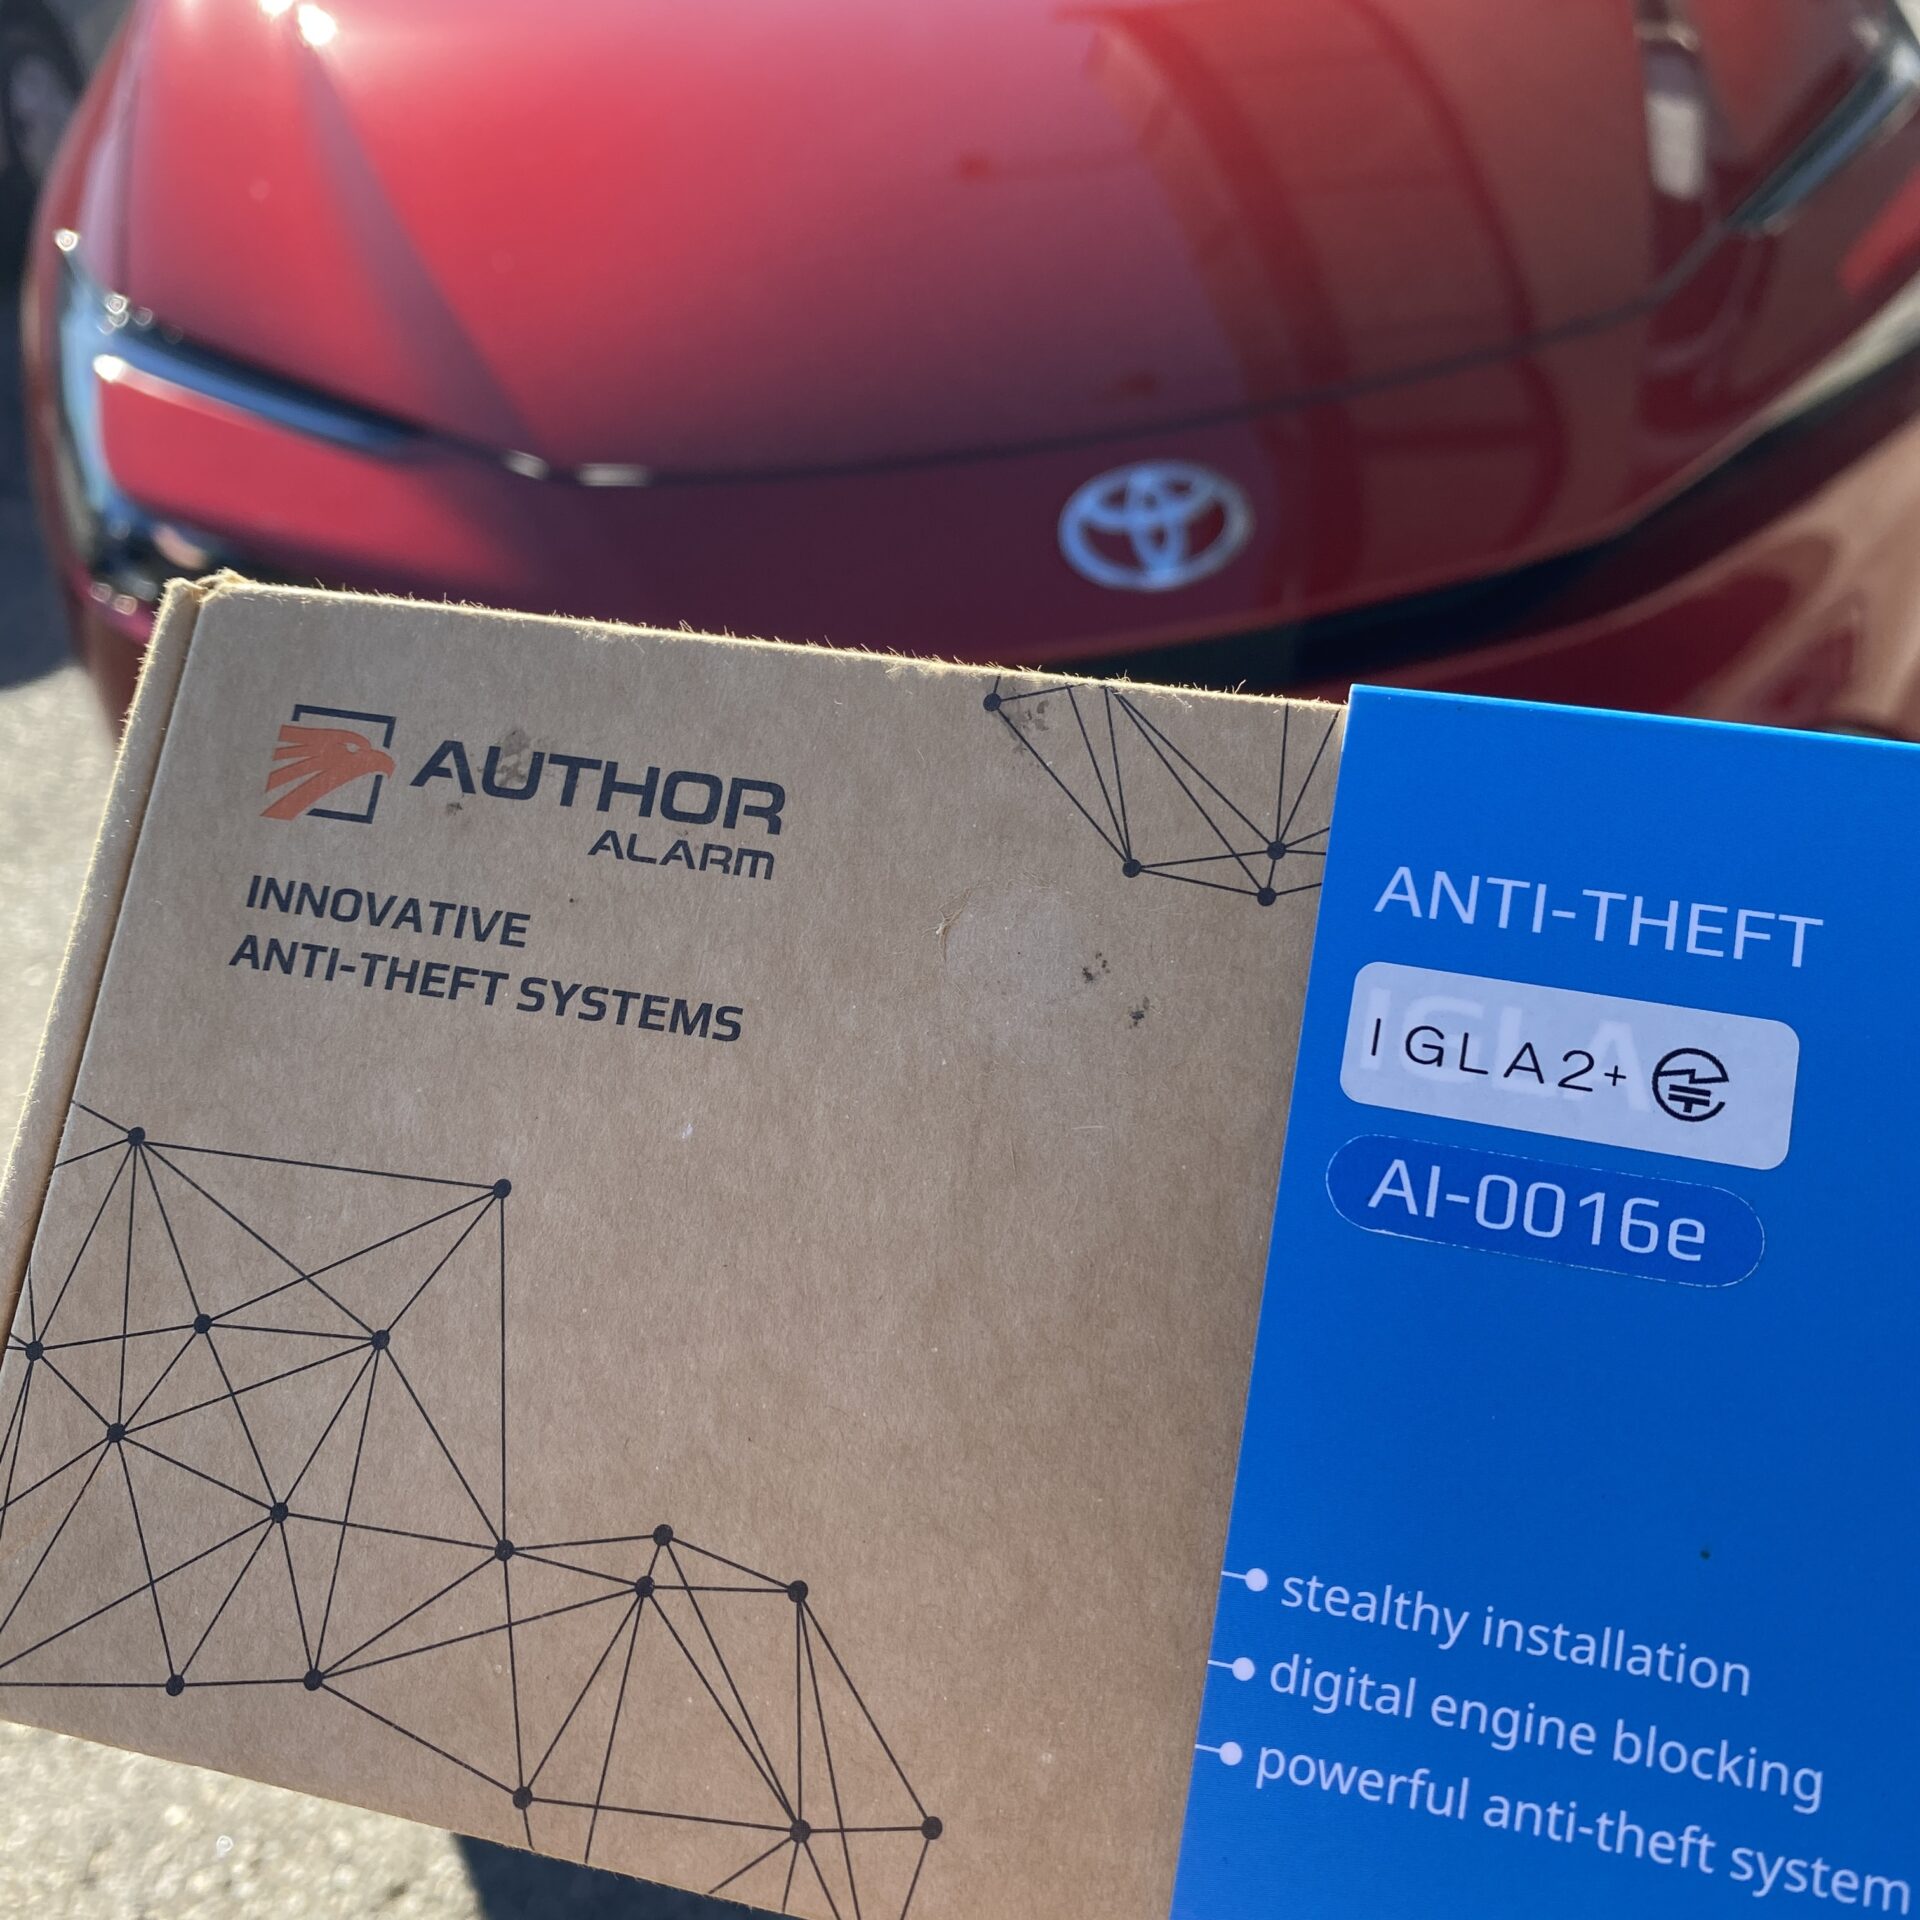 AUTHOR
ALARM
INNOVATIVE
ANTI-THEFT SYSTEMS
ANTI-THEFT
IGLA
IGLA2+
AI-0016e
stealthy installation
digital engine blocking
powerful anti-theft system